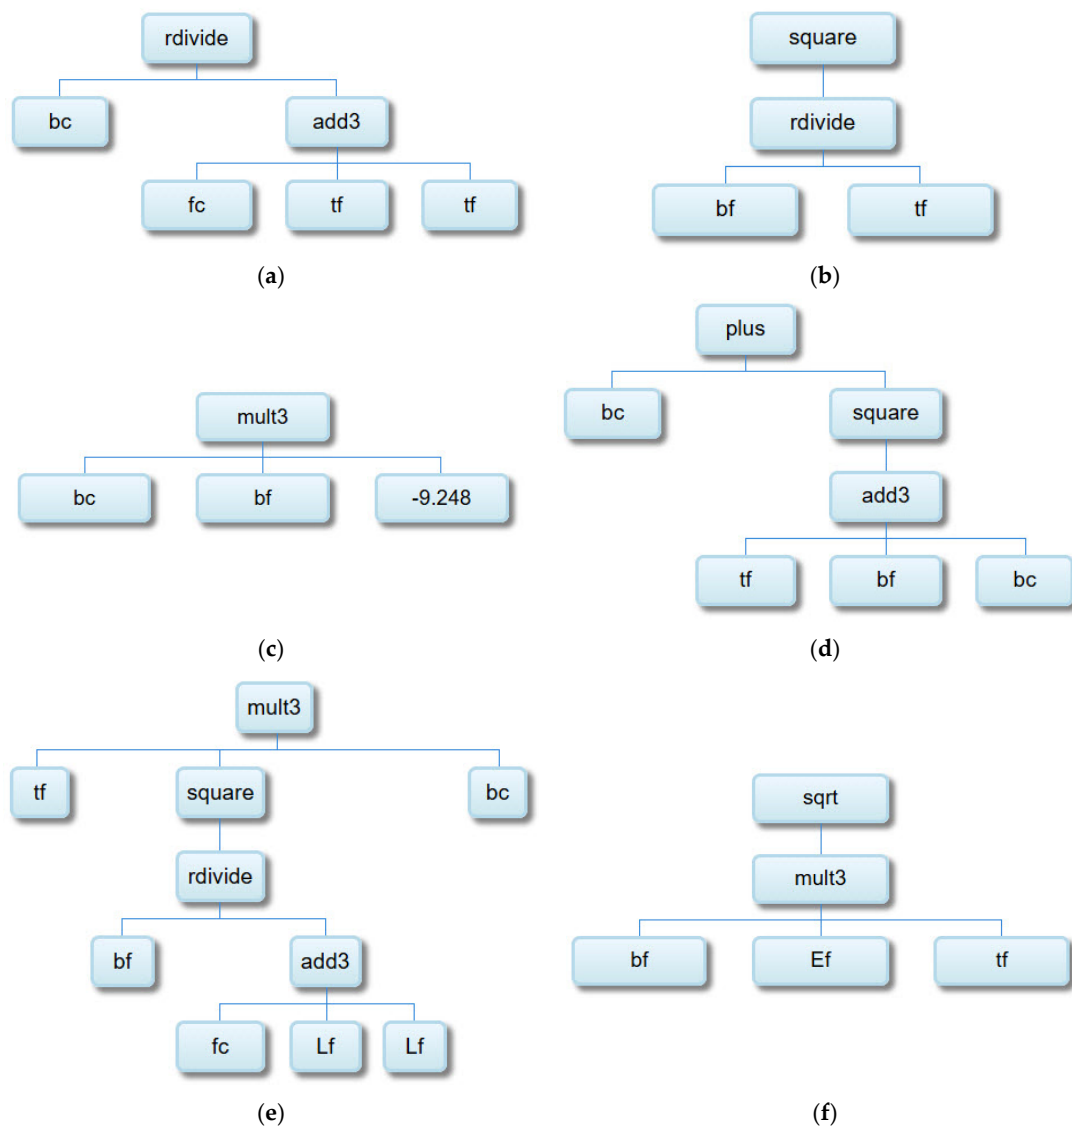 rdivide
bc add3
fc tf tf
(a)
square
rdivide
bf tf
(b)
mult3
bc bf -9.248
(c)
plus
bc square
add3
tf bf bc
(d)
mult3
tf square bc
rdivide
bf add3
fc Lf Lf
(e)
sqrt
mult3
bf Ef tf
(f)